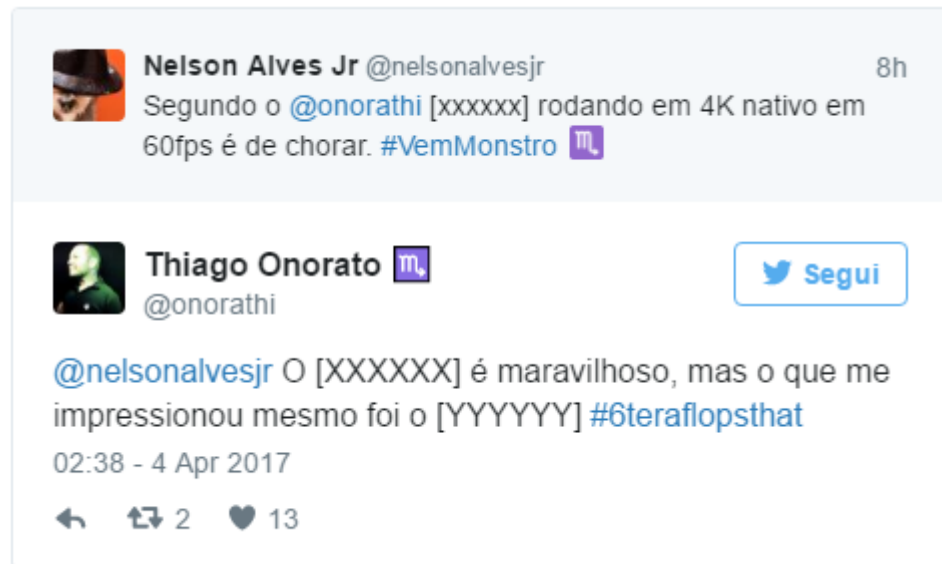 Nelson Alves Jr @nelsonalvesjr 8h
Segundo o @onorathi [xxxxxx] rodando em 4K nativo em
60fps é de chorar. #VemMonstro ♏
Thiago Onorato ♏
@onorathi
Segui
@nelsonalvesjr O [XXXXXX] é maravilhoso, mas o que me
impressionou mesmo foi o [YYYYYY] #6teraflopsthat
02:38 - 4 Apr 2017
2 13